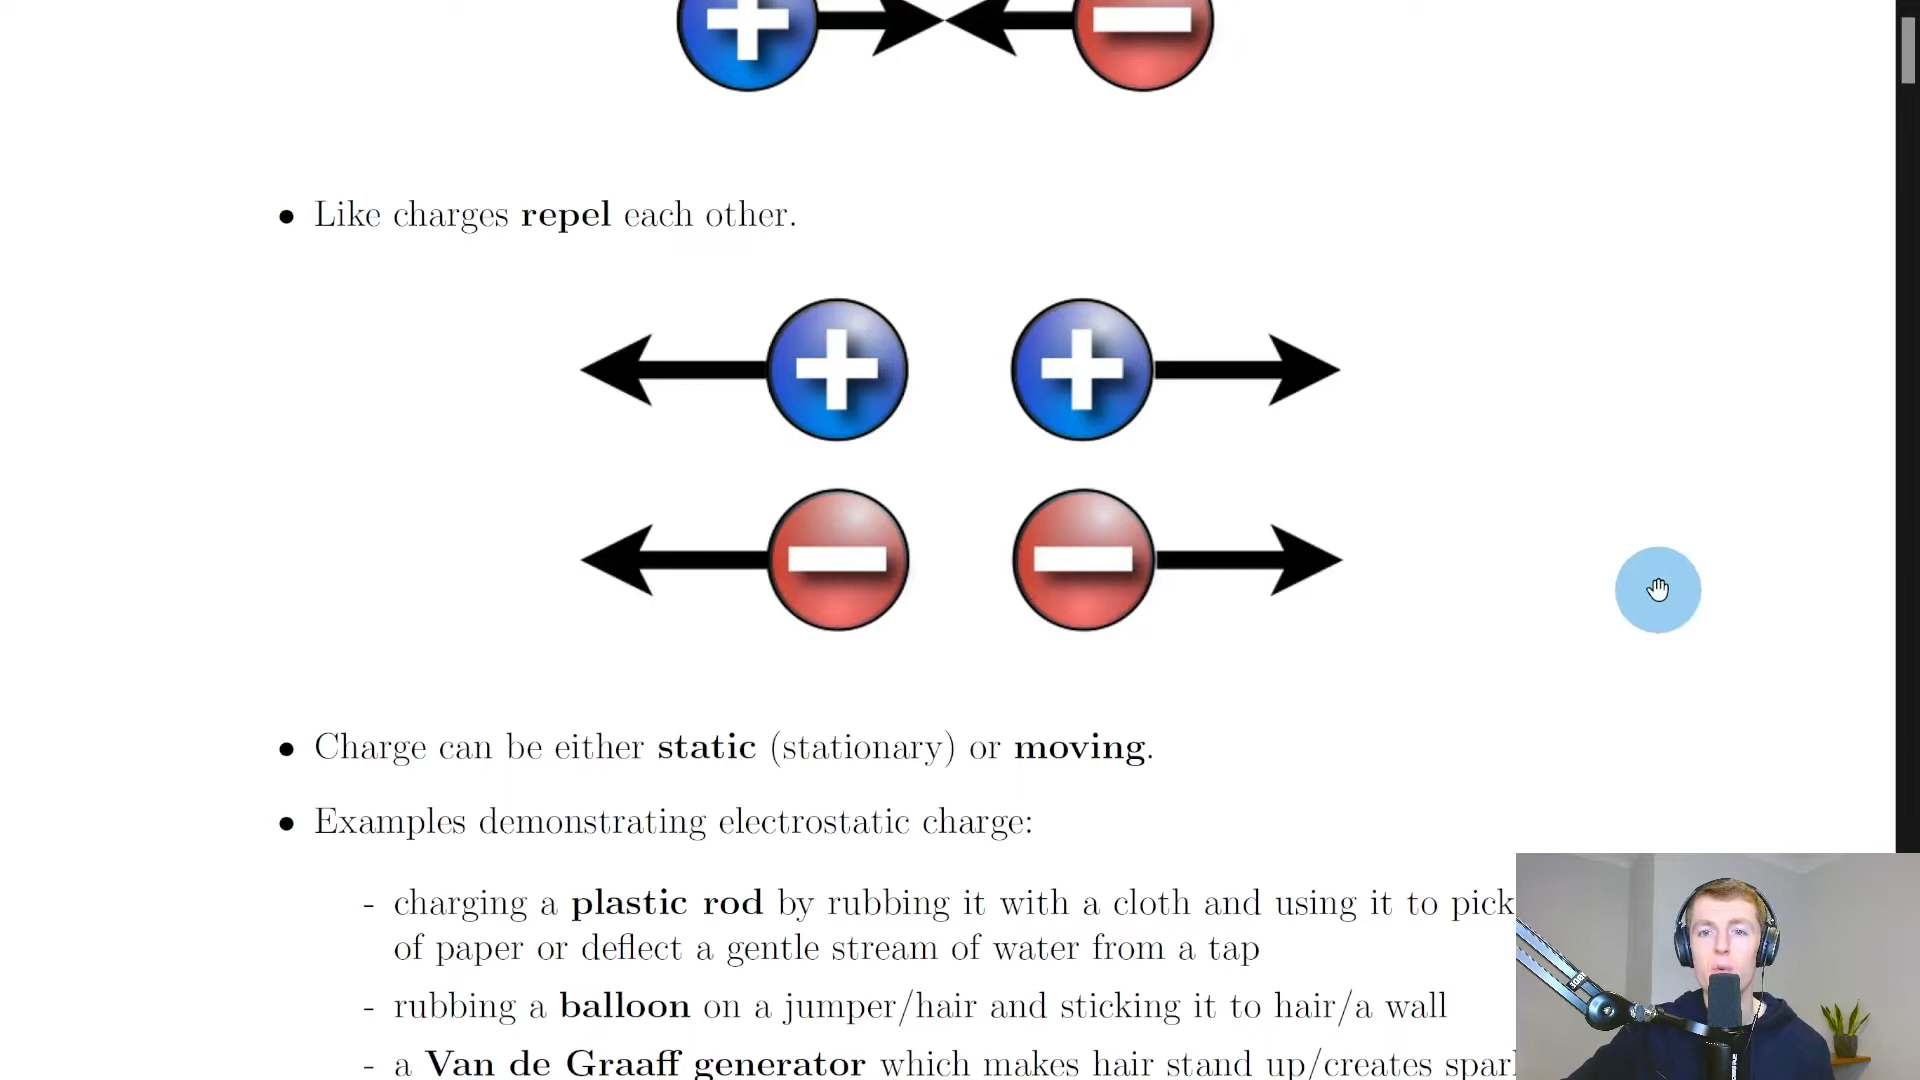 • Like charges repel each other.
• Charge can be either static (stationary) or moving.
• Examples demonstrating electrostatic charge:
- charging a plastic rod by rubbing it with a cloth and using it to pick
of paper or deflect a gentle stream of water from a tap
- rubbing a balloon on a jumper/hair and sticking it to hair/a wall
- a Van de Graaff generator which makes hair stand up/creates